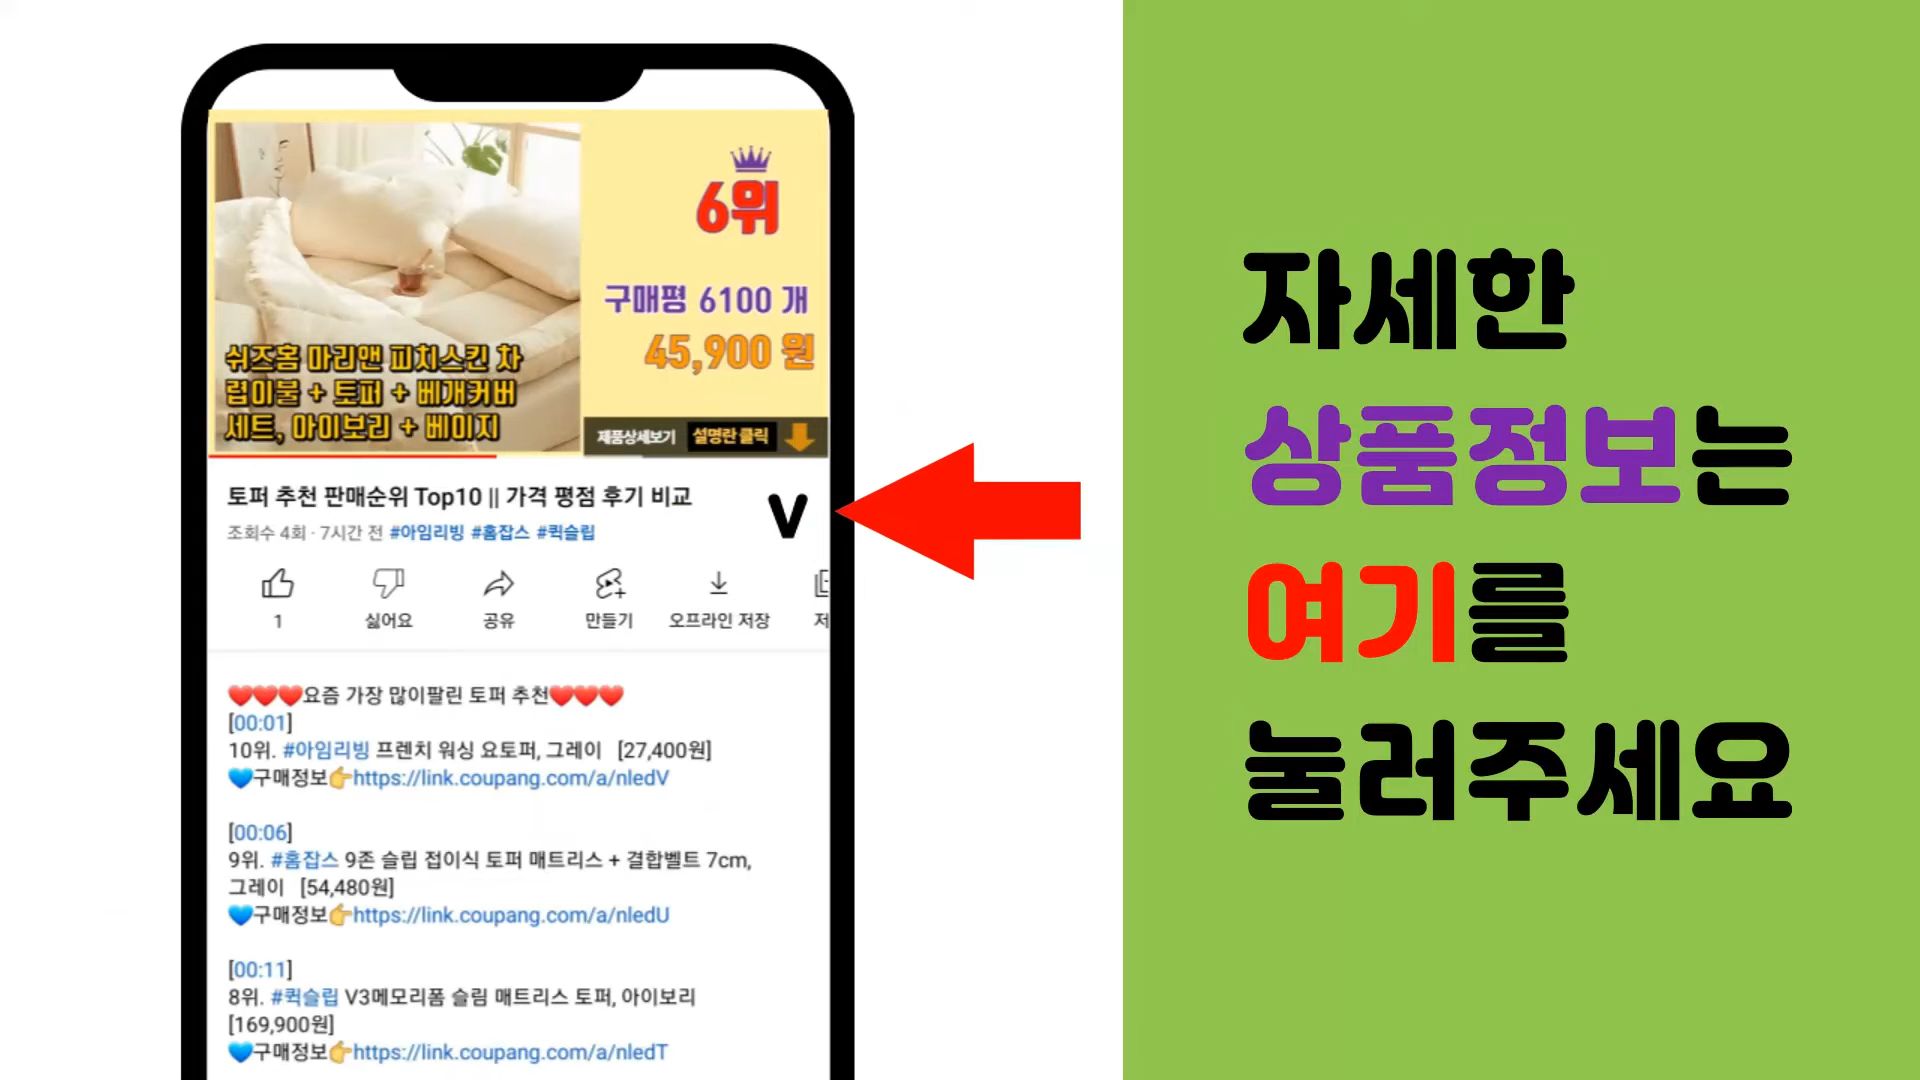 6위
구매평 6100 개
45,900 원
쉬즈홈 마리앤 피치스킨 차
렵이불 + 토퍼 + 베개커버
세트, 아이보리 + 베이지
제품상세보기 설명란 클릭
토퍼 추천 판매순위 Top10 || 가격 평점 후기 비교
V
조회수 4회 · 7시간 전 #아임리빙 #홈잡스 #퀵슬립
1 싫어요 공유 만들기 오프라인 저장 저
❤️❤️❤️요즘 가장 많이팔린 토퍼 추천❤️❤️❤️
[00:01]
10위. #아임리빙 프렌치 워싱 요토퍼, 그레이 [27,400원]
💙구매정보👉https://link.coupang.com/a/nledV
[00:06]
9위. #홈잡스 9존 슬립 접이식 토퍼 매트리스 + 결합벨트 7cm,
그레이 [54,480원]
💙구매정보👉https://link.coupang.com/a/nledU
[00:11]
8위. #퀵슬립 V3메모리폼 슬림 매트리스 토퍼, 아이보리
[169,900원]
💙구매정보👉https://link.coupang.com/a/nledT
자세한
상품정보는
여기를
눌러주세요